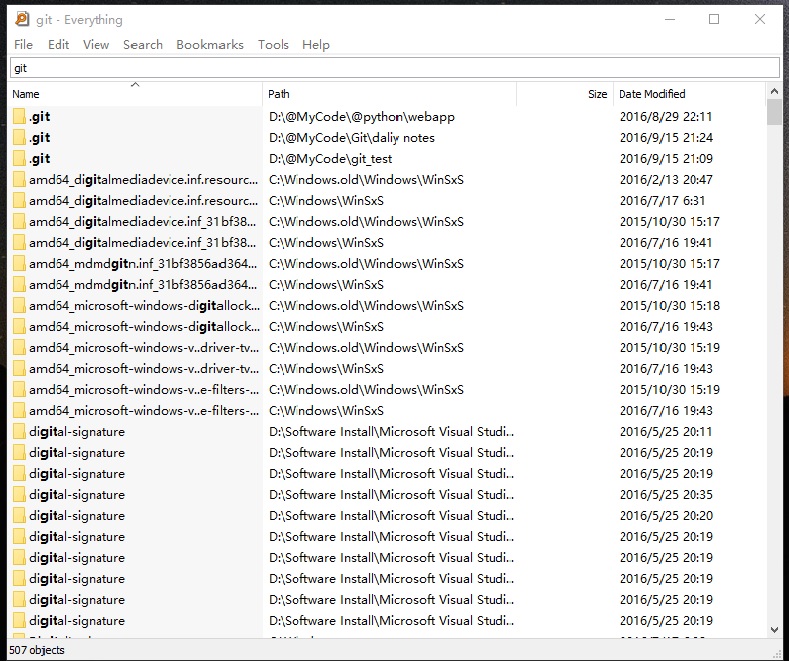 git - Everything
File Edit View Search Bookmarks Tools Help
git
Name Path Size Date Modified
.git D:\@MyCode\@python\webapp 2016/8/29 22:11
.git D:\@MyCode\Git\daliy notes 2016/9/15 21:24
.git D:\@MyCode\git_test 2016/9/15 21:09
amd64_digitalmediadevice.inf.resourc... C:\Windows.old\Windows\WinSxS 2016/2/13 20:47
amd64_digitalmediadevice.inf.resourc... C:\Windows\WinSxS 2016/7/17 6:31
amd64_digitalmediadevice.inf_31bf38... C:\Windows.old\Windows\WinSxS 2015/10/30 15:17
amd64_digitalmediadevice.inf_31bf38... C:\Windows\WinSxS 2016/7/16 19:41
amd64_mdmdgitn.inf_31bf3856ad364... C:\Windows.old\Windows\WinSxS 2015/10/30 15:17
amd64_mdmdgitn.inf_31bf3856ad364... C:\Windows\WinSxS 2016/7/16 19:41
amd64_microsoft-windows-digitallock... C:\Windows.old\Windows\WinSxS 2015/10/30 15:18
amd64_microsoft-windows-digitallock... C:\Windows\WinSxS 2016/7/16 19:43
amd64_microsoft-windows-v..driver-tv... C:\Windows.old\Windows\WinSxS 2015/10/30 15:19
amd64_microsoft-windows-v..driver-tv... C:\Windows\WinSxS 2016/7/16 19:43
amd64_microsoft-windows-v..e-filters-... C:\Windows.old\Windows\WinSxS 2015/10/30 15:19
amd64_microsoft-windows-v..e-filters-... C:\Windows\WinSxS 2016/7/16 19:43
digital-signature D:\Software Install\Microsoft Visual Studi... 2016/5/25 20:11
digital-signature D:\Software Install\Microsoft Visual Studi... 2016/5/25 20:19
digital-signature D:\Software Install\Microsoft Visual Studi... 2016/5/25 20:19
digital-signature D:\Software Install\Microsoft Visual Studi... 2016/5/25 20:35
digital-signature D:\Software Install\Microsoft Visual Studi... 2016/5/25 20:20
digital-signature D:\Software Install\Microsoft Visual Studi... 2016/5/25 20:19
digital-signature D:\Software Install\Microsoft Visual Studi... 2016/5/25 20:19
digital-signature D:\Software Install\Microsoft Visual Studi... 2016/5/25 20:19
digital-signature D:\Software Install\Microsoft Visual Studi... 2016/5/25 20:19
digital-signature D:\Software Install\Microsoft Visual Studi... 2016/5/25 20:19
507 objects